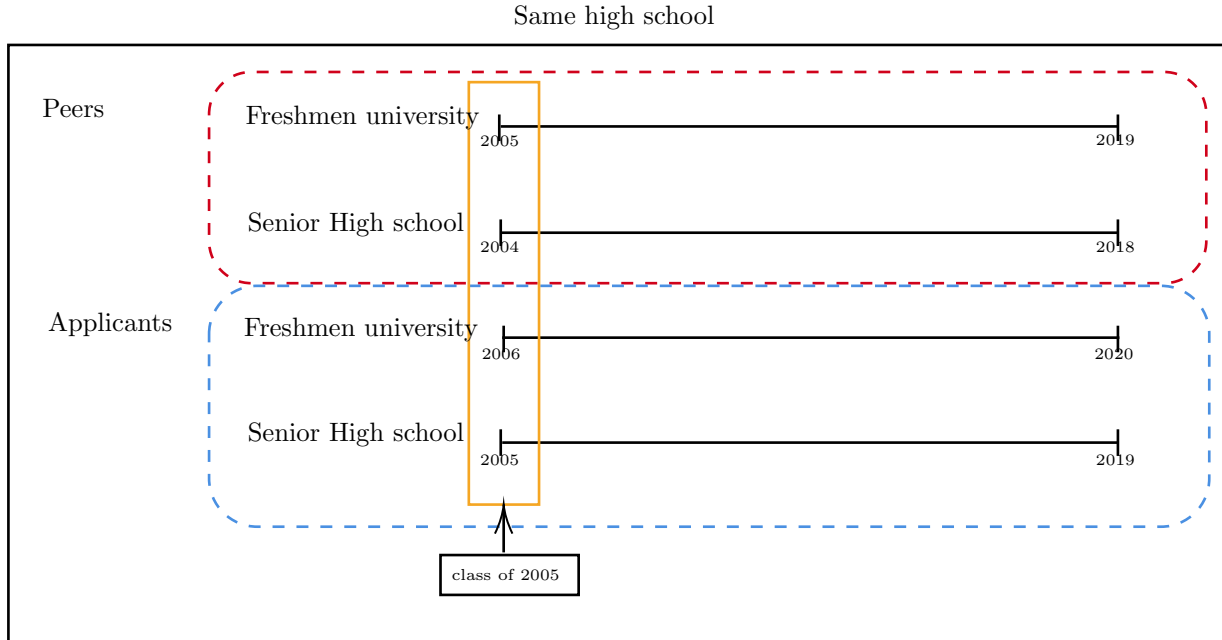 Same high school
Peers
Freshmen university
2005
2019
Senior High school
2004
2018
Applicants
Freshmen university
2006
2020
Senior High school
2005
2019
class of 2005